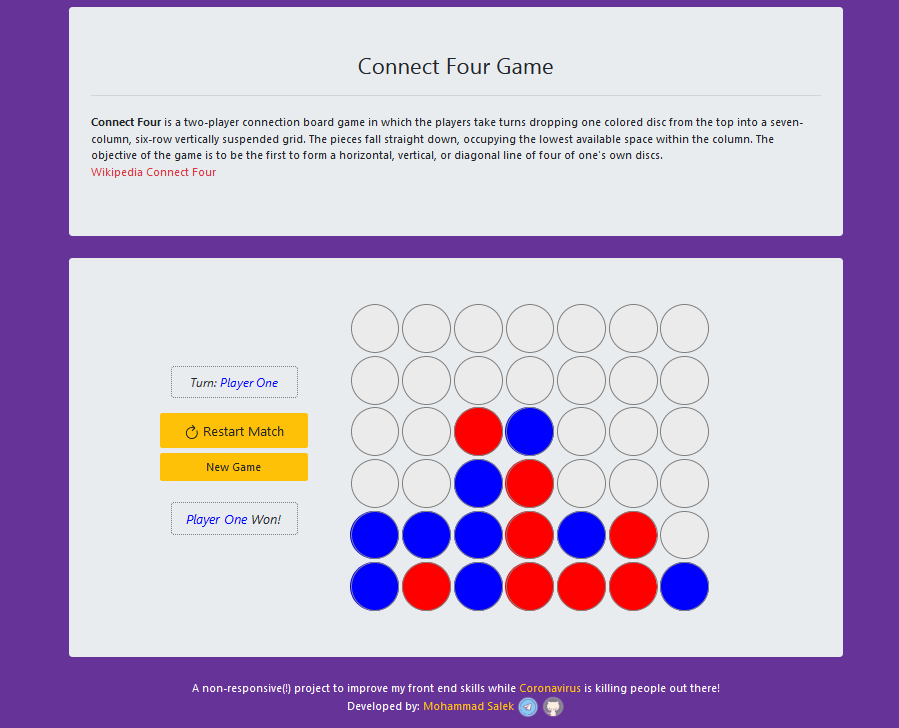 Connect Four Game
Connect Four is a two-player connection board game in which the players take turns dropping one colored disc from the top into a seven-
column, six-row vertically suspended grid. The pieces fall straight down, occupying the lowest available space within the column. The
objective of the game is to be the first to form a horizontal, vertical, or diagonal line of four of one's own discs.
Wikipedia Connect Four
Turn: Player One
Restart Match
New Game
Player One Won!
A non-responsive(!) project to improve my front end skills while Coronavirus is killing people out there!
Developed by: Mohammad Salek